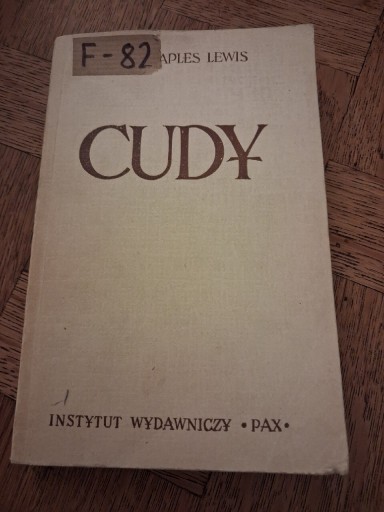 F-82
APLES LEWIS
CUDY
INSTYTUT WYDAWNICZY • PAX •